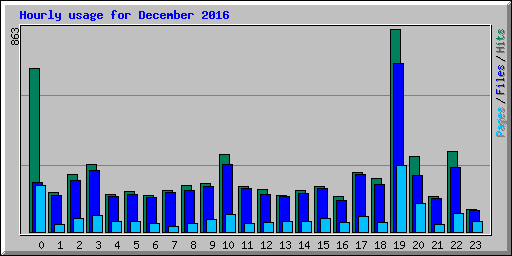 Hourly usage for December 2016
863
Pages/Files/Hits
0 1 2 3 4 5 6 7 8 9 10 11 12 13 14 15 16 17 18 19 20 21 22 23